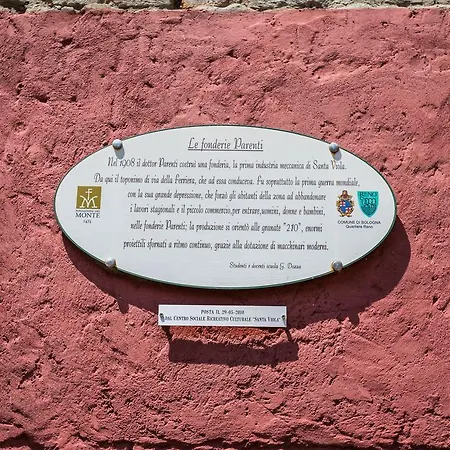 Le fonderie Parenti
Nel 1908 il dottor Parenti costruì una fonderia, la prima industria meccanica di Santa Viola.
Da qui il toponimo di via della Ferriera, che ad essa conduceva. Fu soprattutto la prima guerra mondiale,
con la sua grande depressione, che forzò gli abitanti della zona ad abbandonare
i lavori stagionali e il piccolo commercio, per entrare, uomini, donne e bambini,
nelle fonderie Parenti; la produzione si orientò alle granate "210", enormi
proiettili sfornati a ritmo continuo, grazie alla dotazione di macchinari moderni.
Studenti e docenti scuola G. Deana
MONTE
1473
COMUNE DI BOLOGNA
Quartiere Reno
RENO
POSTA IL 29-05-2010
DAL CENTRO SOCIALE RICREATIVO CULTURALE "SANTA VIOLA"